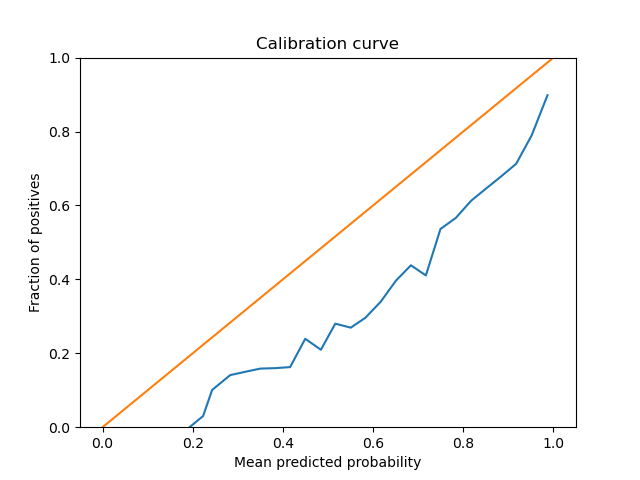 Calibration curve
1.0
0.8
0.6
0.4
0.2
0.0
Fraction of positives
0.0 0.2 0.4 0.6 0.8 1.0
Mean predicted probability